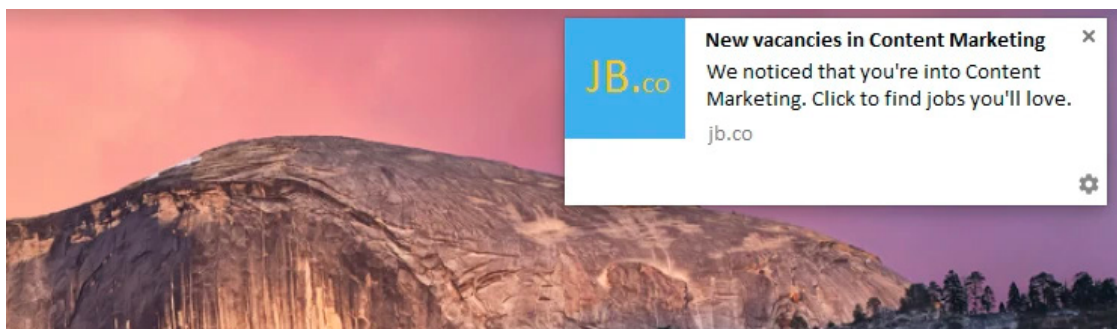 JB.co
New vacancies in Content Marketing
We noticed that you're into Content
Marketing. Click to find jobs you'll love.
jb.co